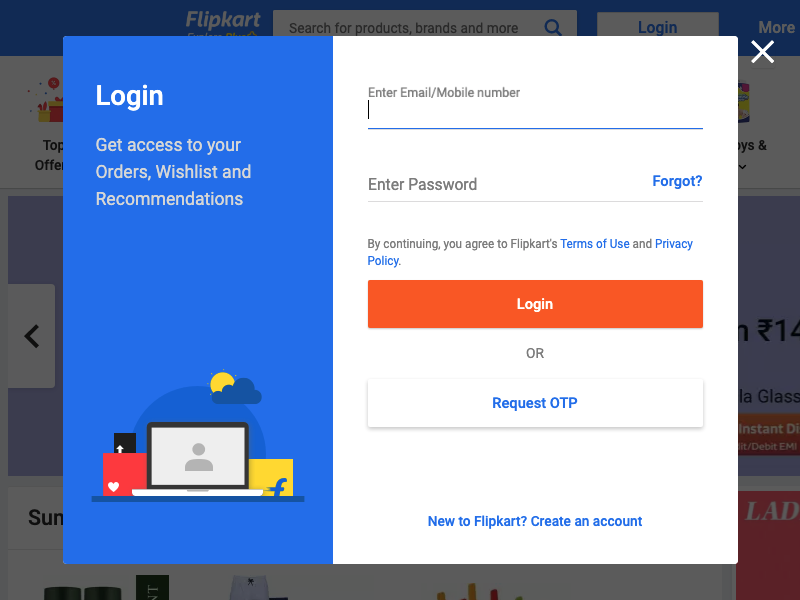 Flipkart
Explore Plus
Search for products, brands and more
Login
More
Top
Offer
ys &
Login
Get access to your
Orders, Wishlist and
Recommendations
Enter Email/Mobile number
Enter Password
Forgot?
By continuing, you agree to Flipkart's Terms of Use and Privacy
Policy.
Login
OR
Request OTP
New to Flipkart? Create an account
₹14
la Glass
Instant Di
it/Debit EMI
Sun
LAD